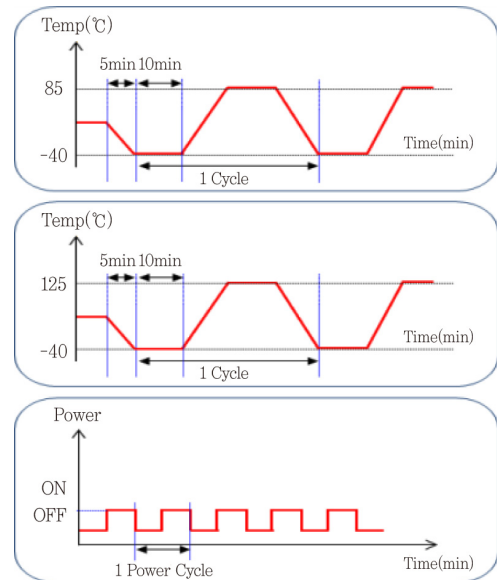 Temp(℃)
5min 10min
85
Time(min)
-40
1 Cycle
Temp(℃)
5min 10min
125
Time(min)
-40
1 Cycle
Power
ON
OFF
Time(min)
1 Power Cycle